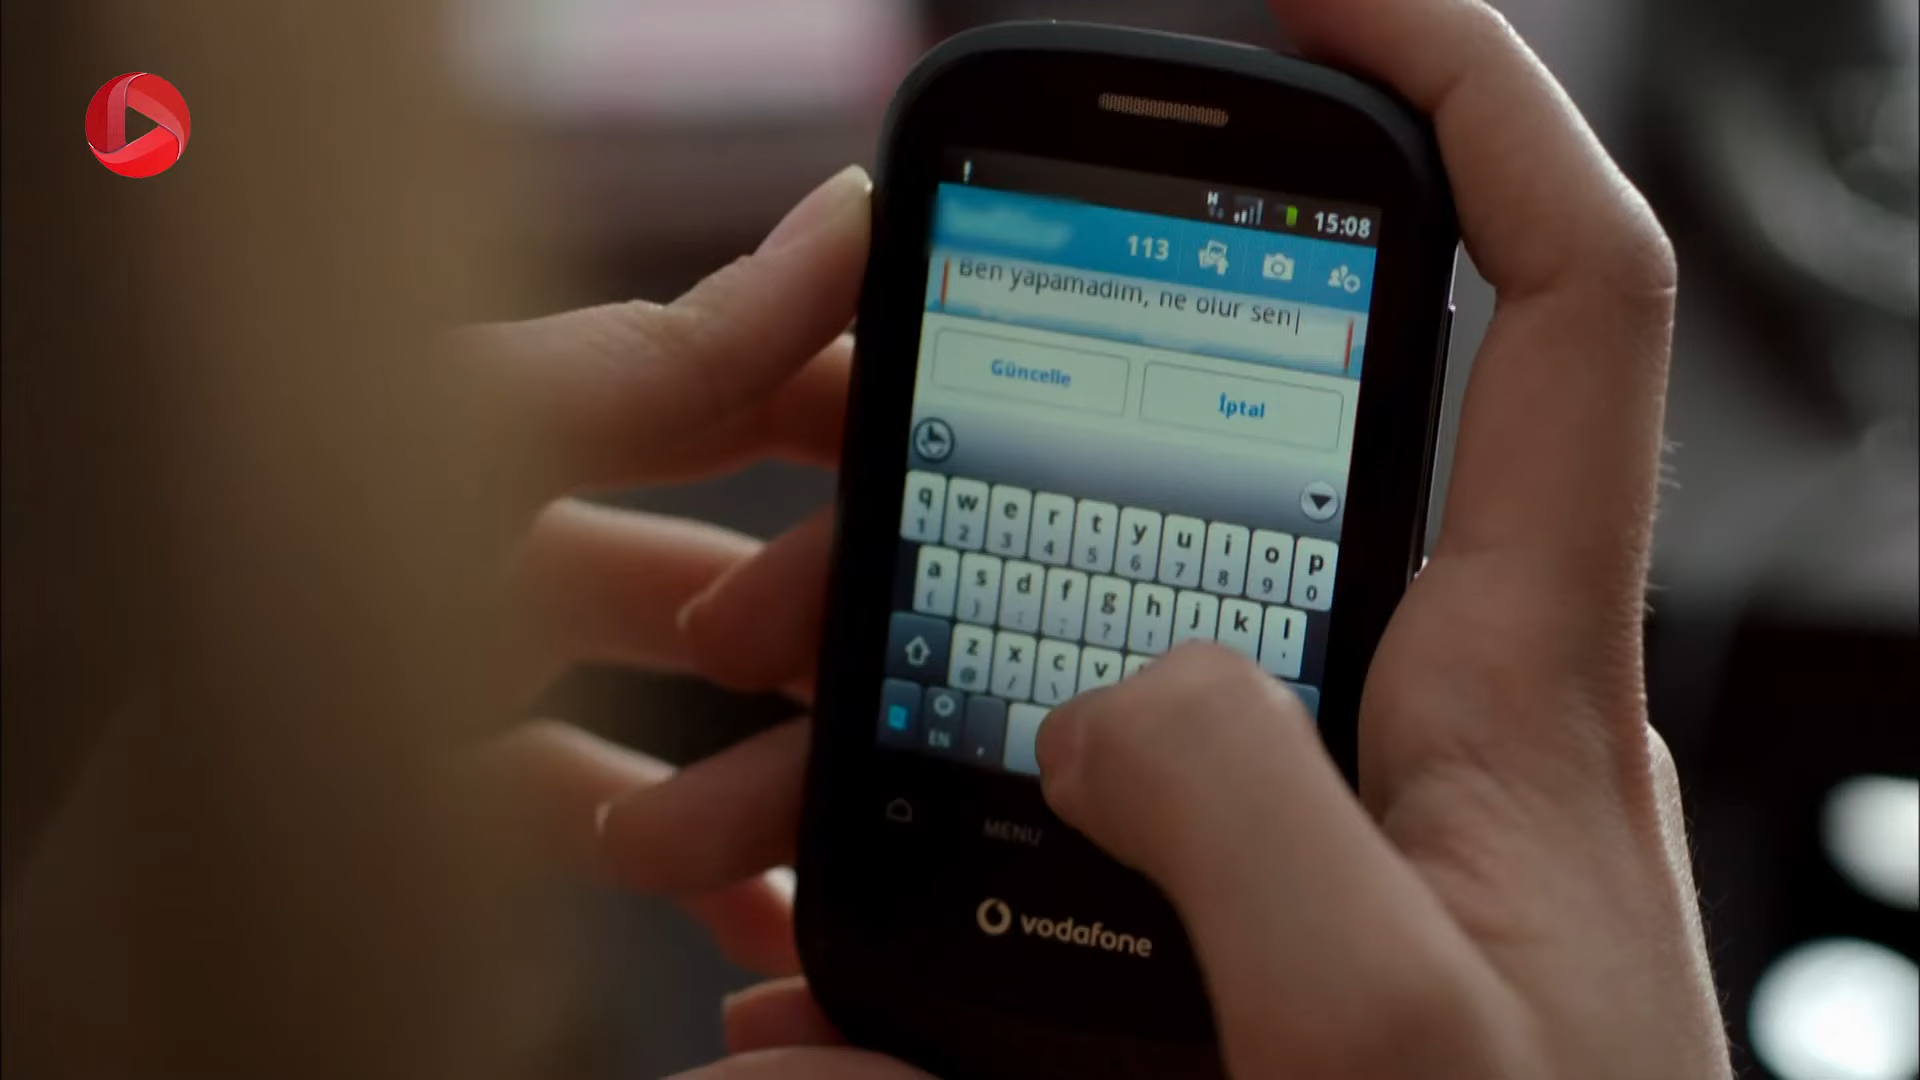 15:08
113
Ben yapamadım, ne olur sen
Güncelle
İptal
q w e r t y u i o p
1 2 3 4 5 6 7 8 9 0
a s d f g h j k l
z x c v
EN
MENU
vodafone